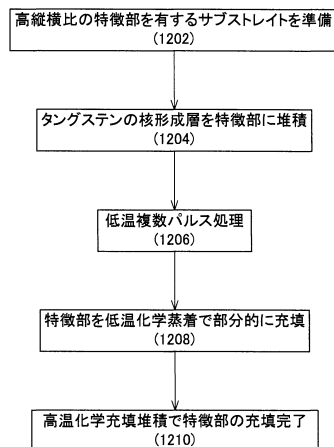 高縦横比の特徴部を有するサブストレイトを準備
(1202)
タングステンの核形成層を特徴部に堆積
(1204)
低温複数パルス処理
(1206)
特徴部を低温化学蒸着で部分的に充填
(1208)
高温化学充填堆積で特徴部の充填完了
(1210)